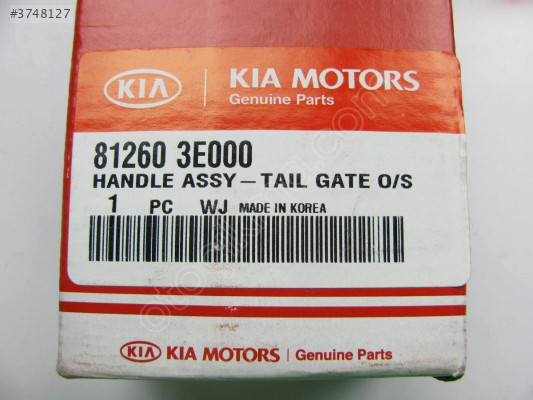 #3748127
KIA KIA MOTORS
Genuine Parts
81260 3E000
HANDLE ASSY – TAIL GATE O/S
1 PC WJ MADE IN KOREA
KIA KIA MOTORS | Genuine Parts